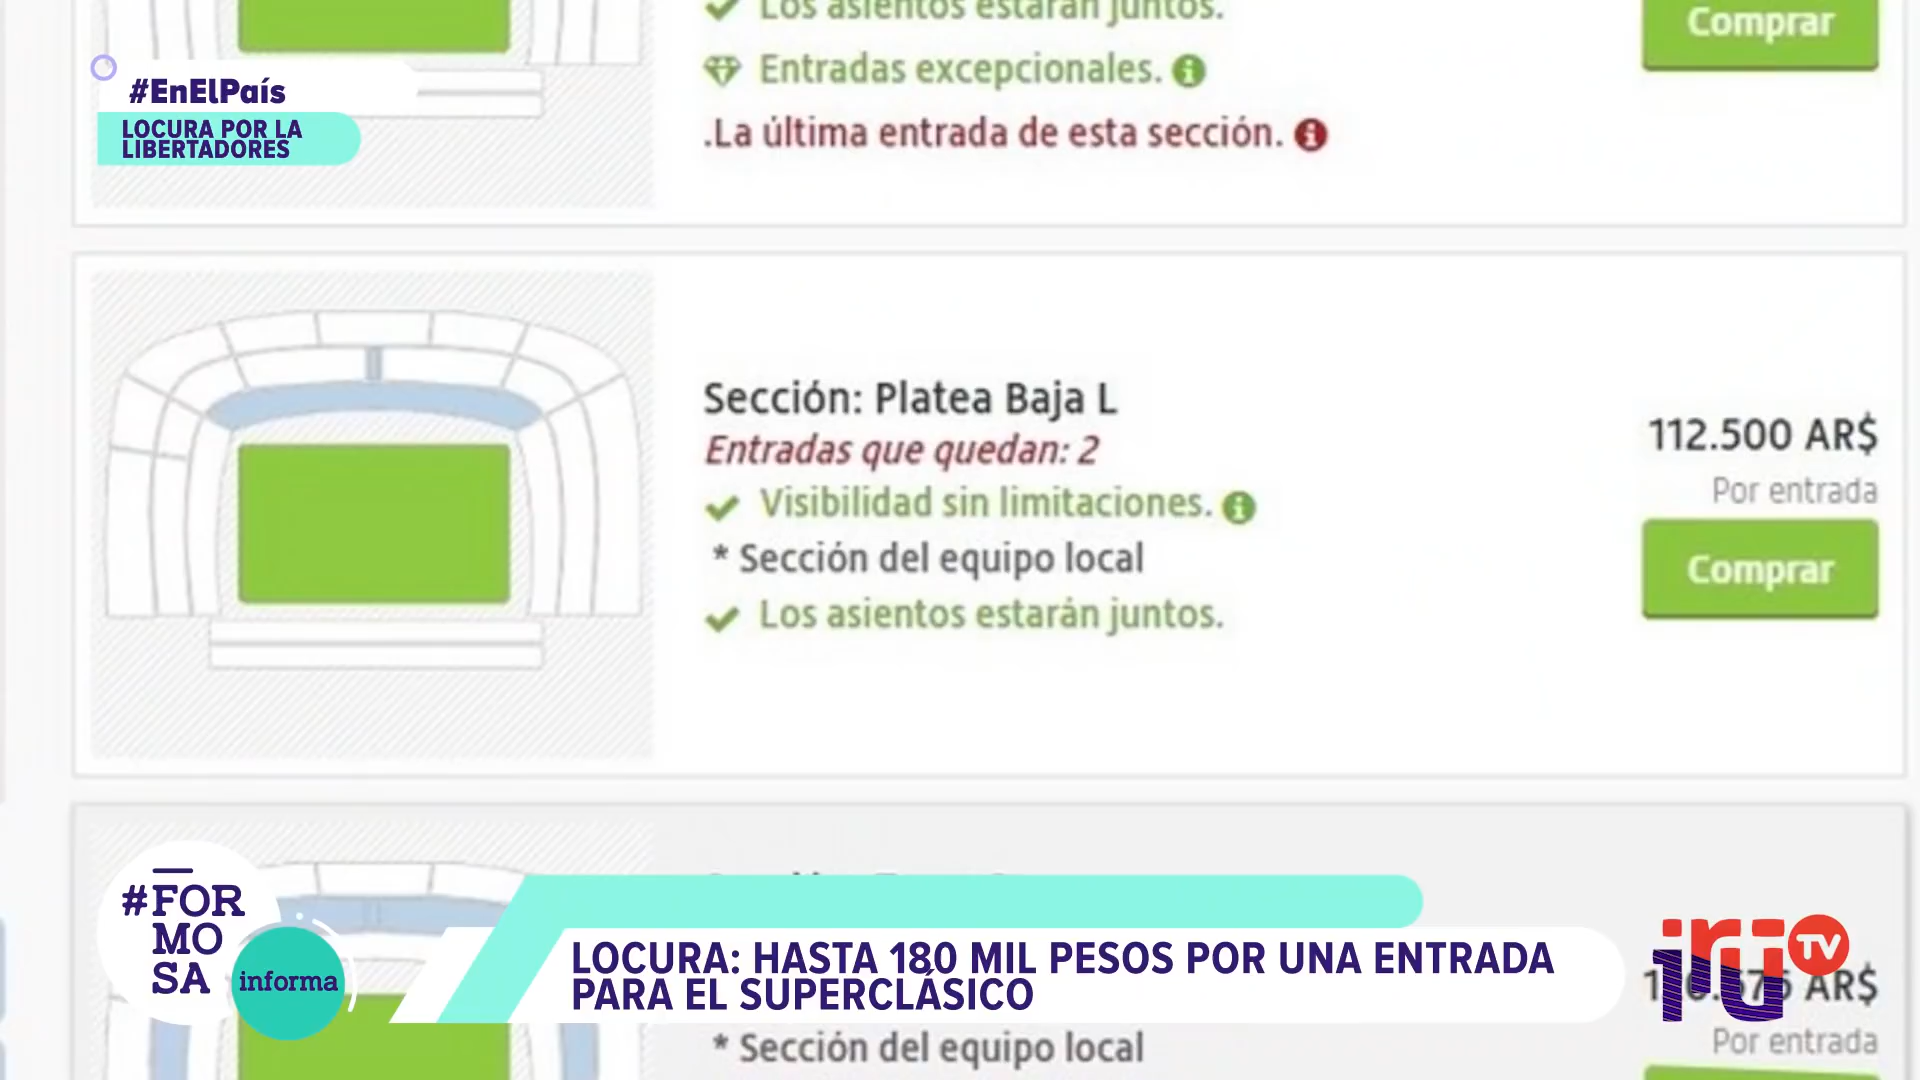 Los asientos estarán juntos.
Comprar
Entradas excepcionales.
#EnElPaís
LOCURA POR LA
LIBERTADORES
.La última entrada de esta sección.
Sección: Platea Baja L
Entradas que quedan: 2
112.500 AR$
Visibilidad sin limitaciones.
Por entrada
* Sección del equipo local
Comprar
Los asientos estarán juntos.
#FOR
MO
SA
informa
LOCURA: HASTA 180 MIL PESOS POR UNA ENTRADA
PARA EL SUPERCLÁSICO
TV
AR$
Por entrada
* Sección del equipo local